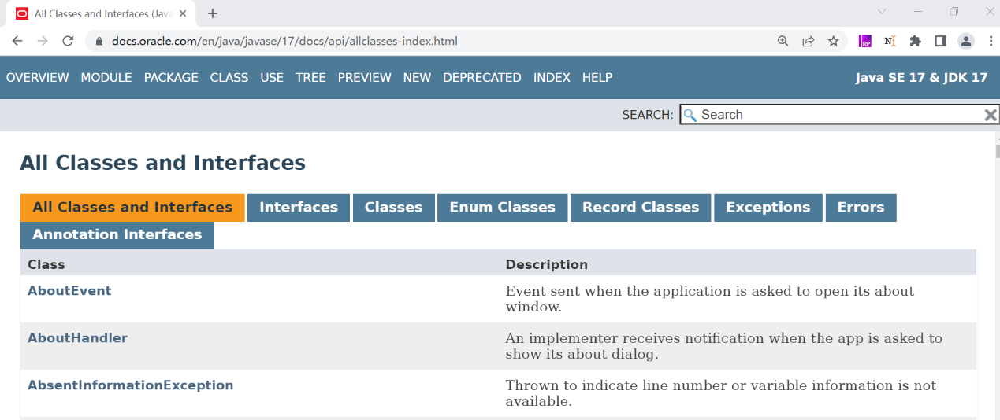 All Classes and Interfaces (Java
docs.oracle.com/en/java/javase/17/docs/api/allclasses-index.html
RP
N
OVERVIEW MODULE PACKAGE CLASS USE TREE PREVIEW NEW DEPRECATED INDEX HELP Java SE 17 & JDK 17
SEARCH: Search
All Classes and Interfaces
All Classes and Interfaces Interfaces Classes Enum Classes Record Classes Exceptions Errors
Annotation Interfaces
Class Description
AboutEvent Event sent when the application is asked to open its about
window.
AboutHandler An implementer receives notification when the app is asked to
show its about dialog.
AbsentInformationException Thrown to indicate line number or variable information is not
available.